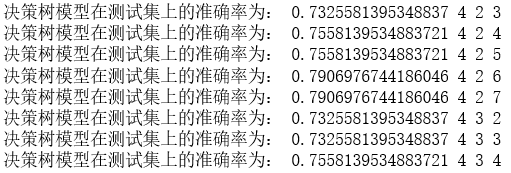 决策树模型在测试集上的准确率为： 0.7325581395348837 4 2 3
决策树模型在测试集上的准确率为： 0.7558139534883721 4 2 4
决策树模型在测试集上的准确率为： 0.7558139534883721 4 2 5
决策树模型在测试集上的准确率为： 0.7906976744186046 4 2 6
决策树模型在测试集上的准确率为： 0.7906976744186046 4 2 7
决策树模型在测试集上的准确率为： 0.7325581395348837 4 3 2
决策树模型在测试集上的准确率为： 0.7325581395348837 4 3 3
决策树模型在测试集上的准确率为： 0.7558139534883721 4 3 4